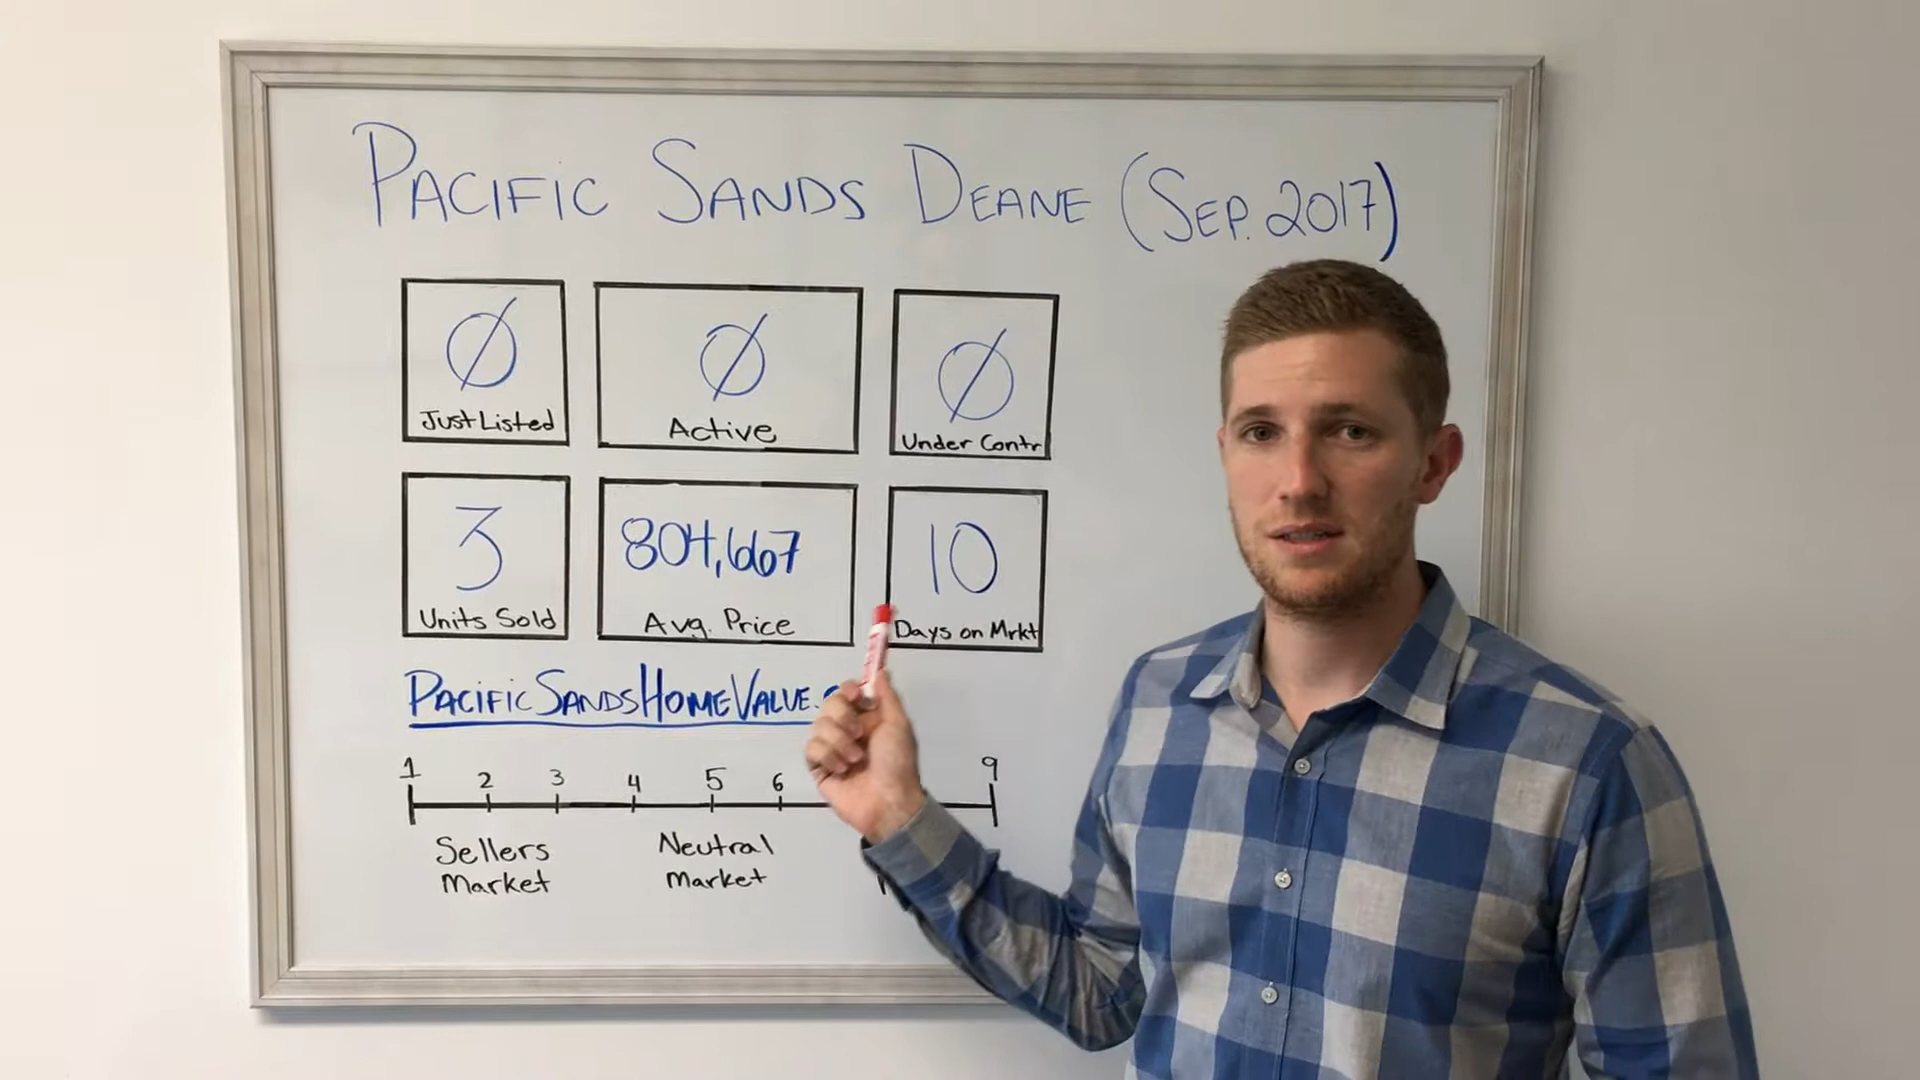 PACIFIC SANDS DEANE (SEP. 2017)
Ø Ø Ø
Just Listed Active Under Contr
3 804,667 10
Units Sold Avg. Price Days on Mrkt
PACIFICSANDSHOMEVALUE.
1 2 3 4 5 6 9
Sellers Neutral
Market Market